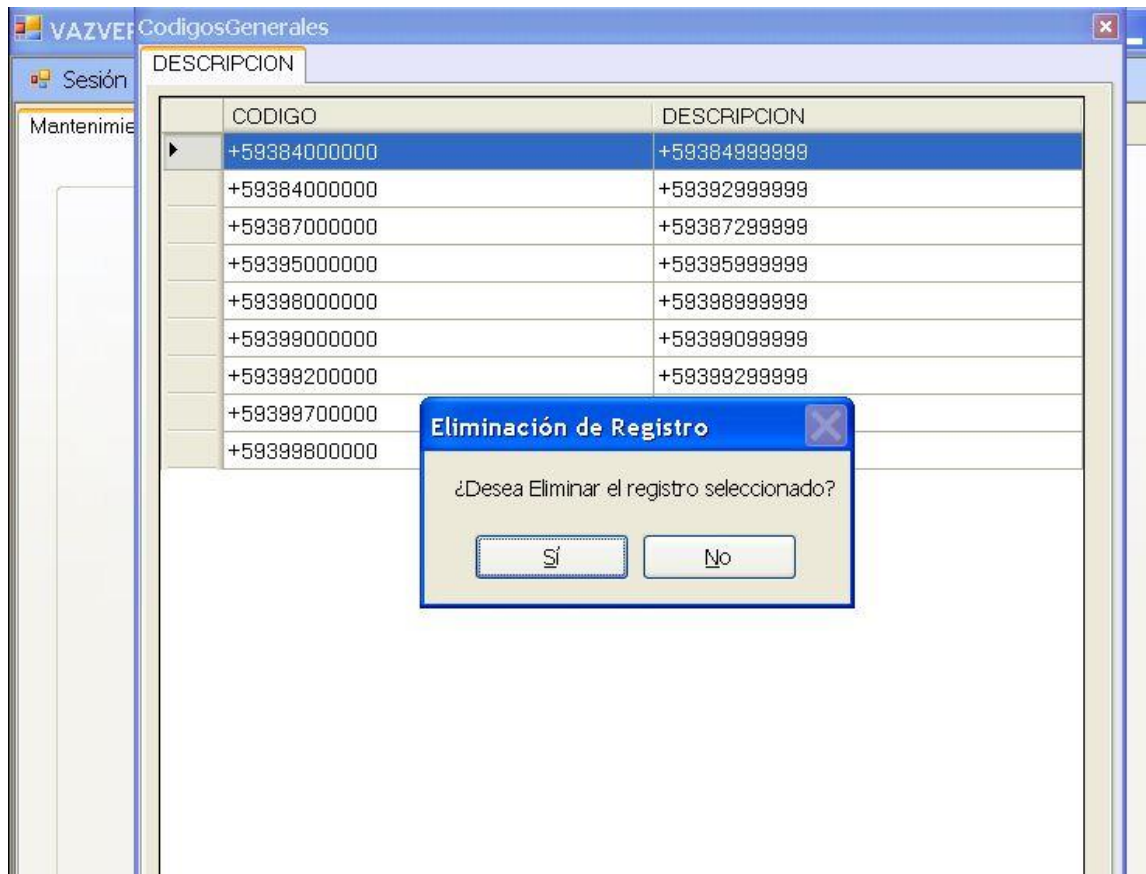 VAZVER
CodigosGenerales
Sesión
DESCRIPCION
Mantenimie
CODIGO DESCRIPCION
+59384000000 +59384999999
+59384000000 +59392999999
+59387000000 +59387299999
+59395000000 +59395999999
+59398000000 +59398999999
+59399000000 +59399099999
+59399200000 +59399299999
+59399700000
+59399800000
Eliminación de Registro
¿Desea Eliminar el registro seleccionado?
Sí No